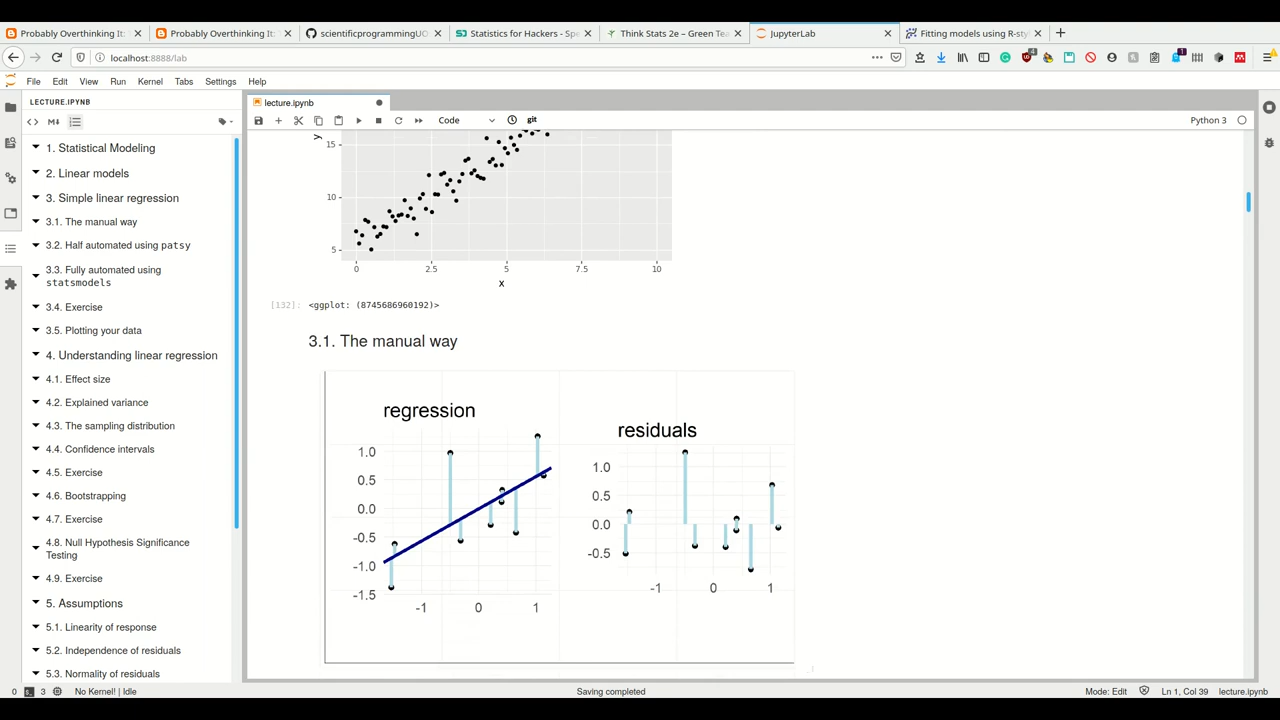 Probably Overthinking It:
Probably Overthinking It:
scientificprogrammingUO
Statistics for Hackers - Spe
Think Stats 2e – Green Tea
JupyterLab
Fitting models using R-styl
localhost:8888/lab
4
1
File Edit View Run Kernel Tabs Settings Help
LECTURE.IPYNB
lecture.ipynb
Code
git
Python 3
1. Statistical Modeling
2. Linear models
3. Simple linear regression
3.1. The manual way
3.2. Half automated using patsy
3.3. Fully automated using
statsmodels
3.4. Exercise
3.5. Plotting your data
4. Understanding linear regression
4.1. Effect size
4.2. Explained variance
4.3. The sampling distribution
4.4. Confidence intervals
4.5. Exercise
4.6. Bootstrapping
4.7. Exercise
4.8. Null Hypothesis Significance
Testing
4.9. Exercise
5. Assumptions
5.1. Linearity of response
5.2. Independence of residuals
5.3. Normality of residuals
y
15
10
5
0 2.5 5 7.5 10
x
[132]: <ggplot: (8745686960192)>
3.1. The manual way
regression
1.0
0.5
0.0
-0.5
-1.0
-1.5
-1 0 1
residuals
1.0
0.5
0.0
-0.5
-1 0 1
0 3 No Kernel! | Idle
Saving completed
Mode: Edit Ln 1, Col 39 lecture.ipynb